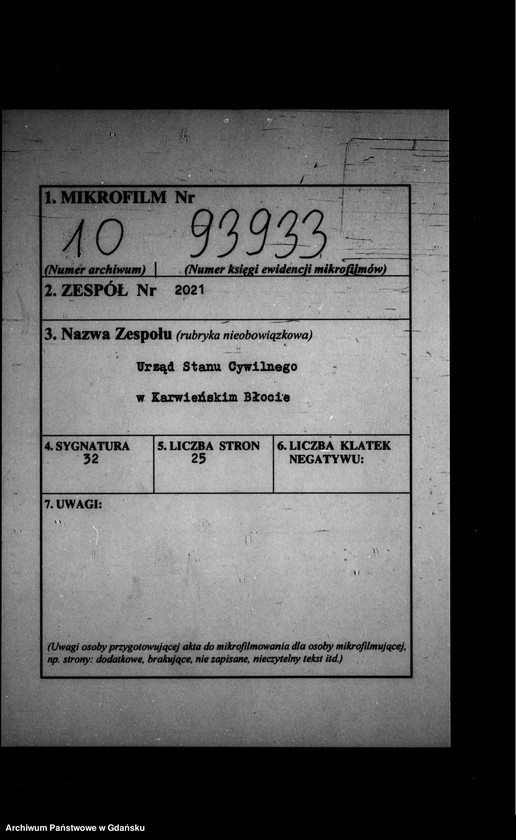 1. MIKROFILM Nr
10 93933
(Numer archiwum) (Numer księgi ewidencji mikrofilmów)
2. ZESPÓŁ Nr 2021
3. Nazwa Zespołu (rubryka nieobowiązkowa)
Urząd Stanu Cywilnego
w Karwieńskim Błocie
4. SYGNATURA 5. LICZBA STRON 6. LICZBA KLATEK
32 25 NEGATYWU:
7. UWAGI:
(Uwagi osoby przygotowującej akta do mikrofilmowania dla osoby mikrofilmującej,
np. strony: dodatkowe, brakujące, nie zapisane, nieczytelny tekst itd.)
Archiwum Państwowe w Gdańsku